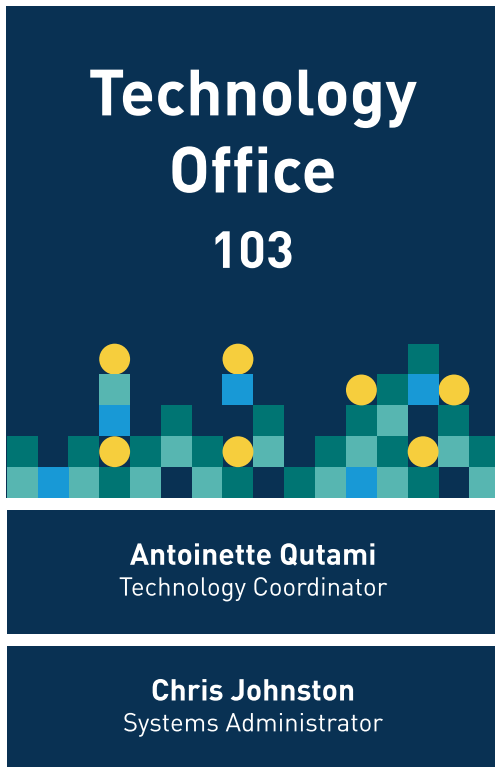 Technology
Office
103
Antoinette Qutami
Technology Coordinator
Chris Johnston
Systems Administrator